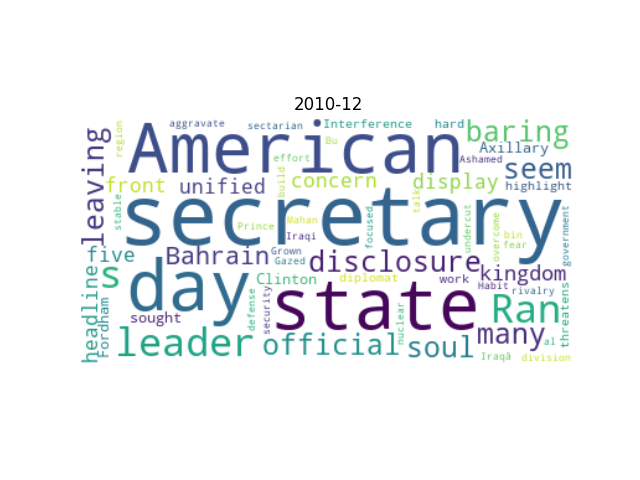 2010-12
aggravate sectarian Interference hard baring
region American Bu Axillary
leaving effort Ashamed seem
front unified build concern talk display highlight
stable secretary
Prince Mahan Iraqi focused undercut overcome bin fear government
five Bahrain Grown Gazed disclosure
headline s day Clinton diplomat work kingdom
Habit rivalry
Fordham sought defense security state nuclear Ran threatens
leader official soul many al
Iraqâ division